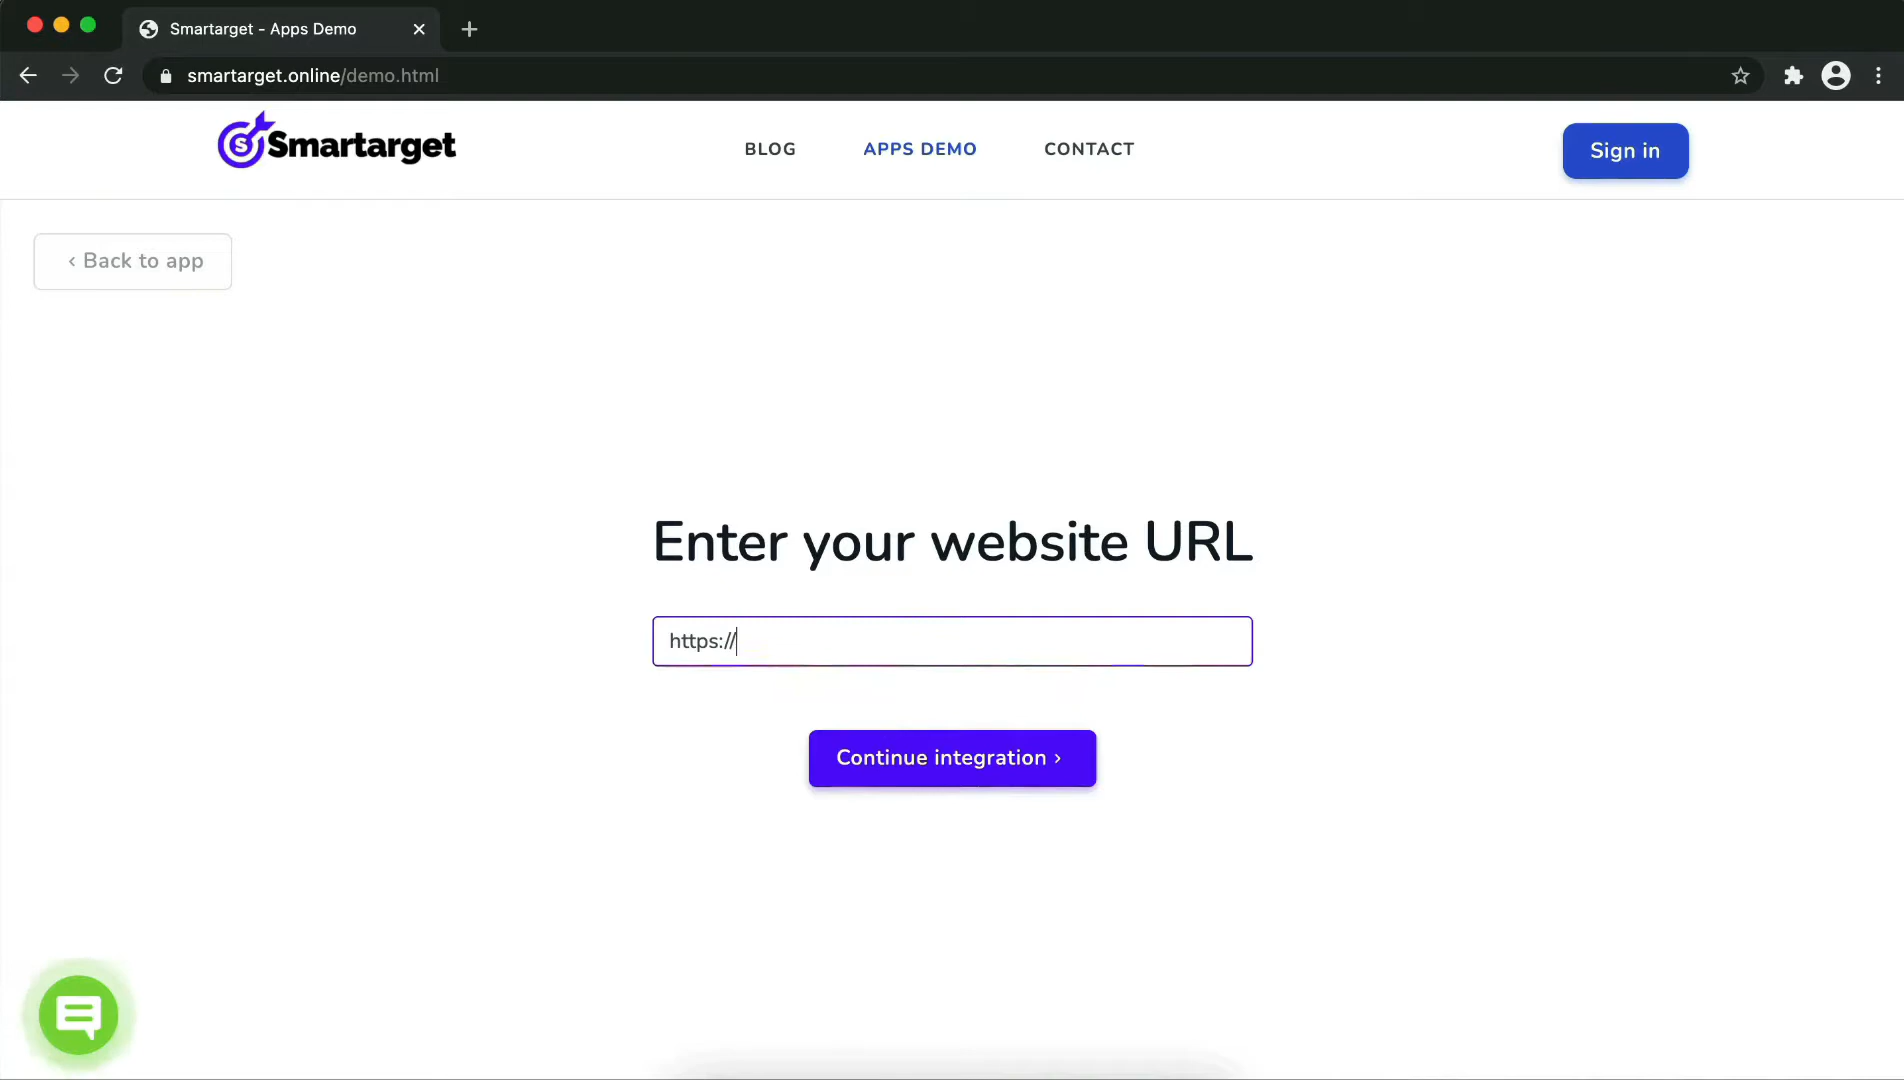 Smartarget - Apps Demo
smartarget.online/demo.html
Smartarget
BLOG
APPS DEMO
CONTACT
Sign in
‹ Back to app
Enter your website URL
https://
Continue integration ›